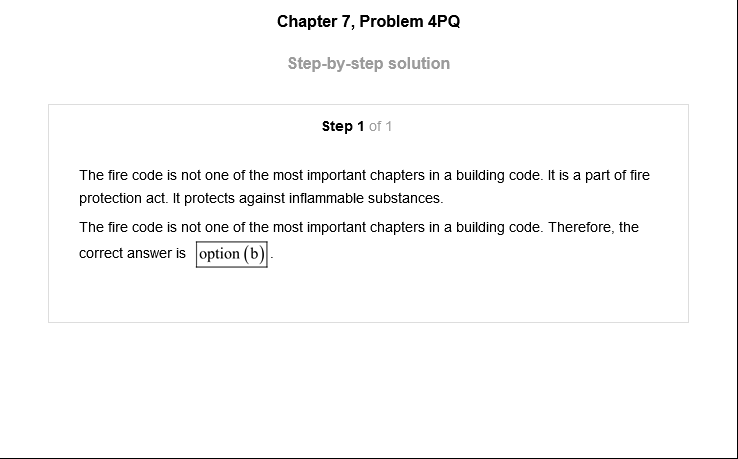 Chapter 7, Problem 4PQ
Step-by-step solution
Step 1 of 1
The fire code is not one of the most important chapters in a building code. It is a part of fire
protection act. It protects against inflammable substances.
The fire code is not one of the most important chapters in a building code. Therefore, the
correct answer is option (b).